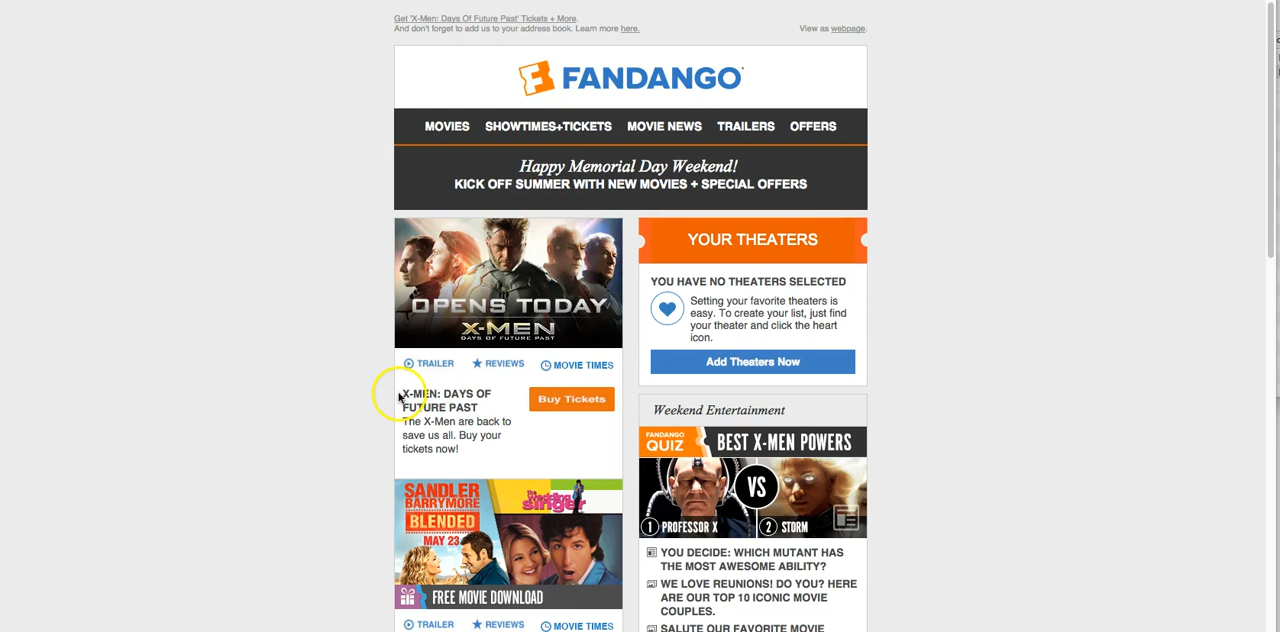 Get 'X-Men: Days Of Future Past' Tickets + More.
And don't forget to add us to your address book. Learn more here.
View as webpage.
FANDANGO
MOVIES SHOWTIMES+TICKETS MOVIE NEWS TRAILERS OFFERS
Happy Memorial Day Weekend!
KICK OFF SUMMER WITH NEW MOVIES + SPECIAL OFFERS
OPENS TODAY
X-MEN
DAYS OF FUTURE PAST
TRAILER REVIEWS MOVIE TIMES
X-MEN: DAYS OF
FUTURE PAST
The X-Men are back to
save us all. Buy your
tickets now!
Buy Tickets
SANDLER
BARRYMORE
BLENDED
MAY 23
the Wedding
singer
FREE MOVIE DOWNLOAD
TRAILER REVIEWS MOVIE TIMES
YOUR THEATERS
YOU HAVE NO THEATERS SELECTED
Setting your favorite theaters is
easy. To create your list, just find
your theater and click the heart
icon.
Add Theaters Now
Weekend Entertainment
FANDANGO
QUIZ
BEST X-MEN POWERS
VS
1 PROFESSOR X
2 STORM
YOU DECIDE: WHICH MUTANT HAS
THE MOST AWESOME ABILITY?
WE LOVE REUNIONS! DO YOU? HERE
ARE OUR TOP 10 ICONIC MOVIE
COUPLES.
SALUTE OUR FAVORITE MOVIE